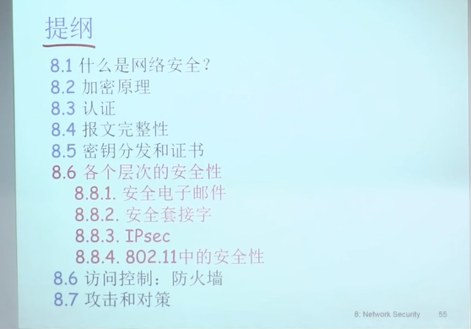 提纲
8.1 什么是网络安全?
8.2 加密原理
8.3 认证
8.4 报文完整性
8.5 密钥分发和证书
8.6 各个层次的安全性
8.8.1. 安全电子邮件
8.8.2. 安全套接字
8.8.3. IPsec
8.8.4. 802.11中的安全性
8.6 访问控制：防火墙
8.7 攻击和对策
8: Network Security 55